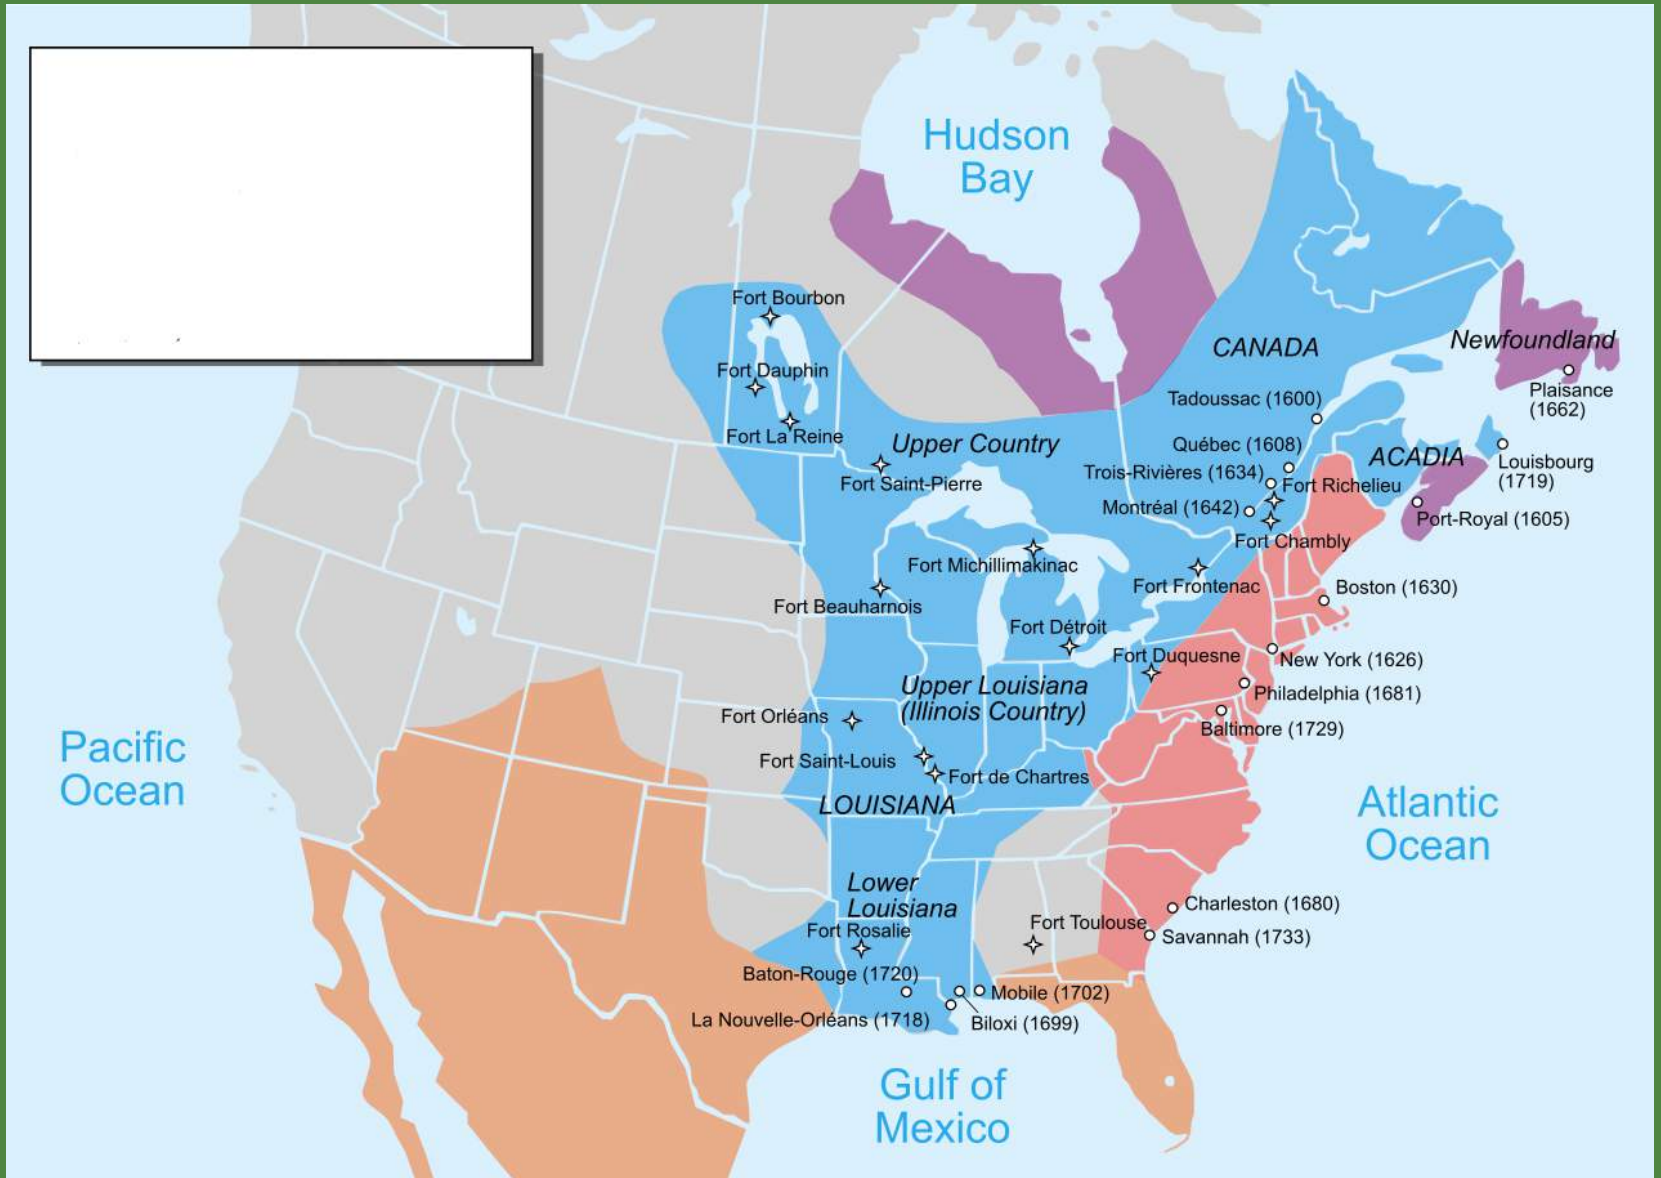 Hudson
Bay
Fort Bourbon
CANADA
Newfoundland
Fort Dauphin
Plaisance
(1662)
Tadoussac (1600)
Fort La Reine
Upper Country
Québec (1608)
ACADIA
Louisbourg
(1719)
Trois-Rivières (1634)
Fort Saint-Pierre
Fort Richelieu
Montréal (1642)
Port-Royal (1605)
Fort Chambly
Fort Michillimakinac
Fort Frontenac
Boston (1630)
Fort Beauharnois
Fort Détroit
Fort Duquesne
New York (1626)
Upper Louisiana
(Illinois Country)
Philadelphia (1681)
Fort Orléans
Baltimore (1729)
Pacific
Ocean
Fort Saint-Louis
Fort de Chartres
LOUISIANA
Atlantic
Ocean
Lower
Louisiana
Charleston (1680)
Fort Toulouse
Fort Rosalie
Savannah (1733)
Baton-Rouge (1720)
Mobile (1702)
La Nouvelle-Orléans (1718)
Biloxi (1699)
Gulf of
Mexico